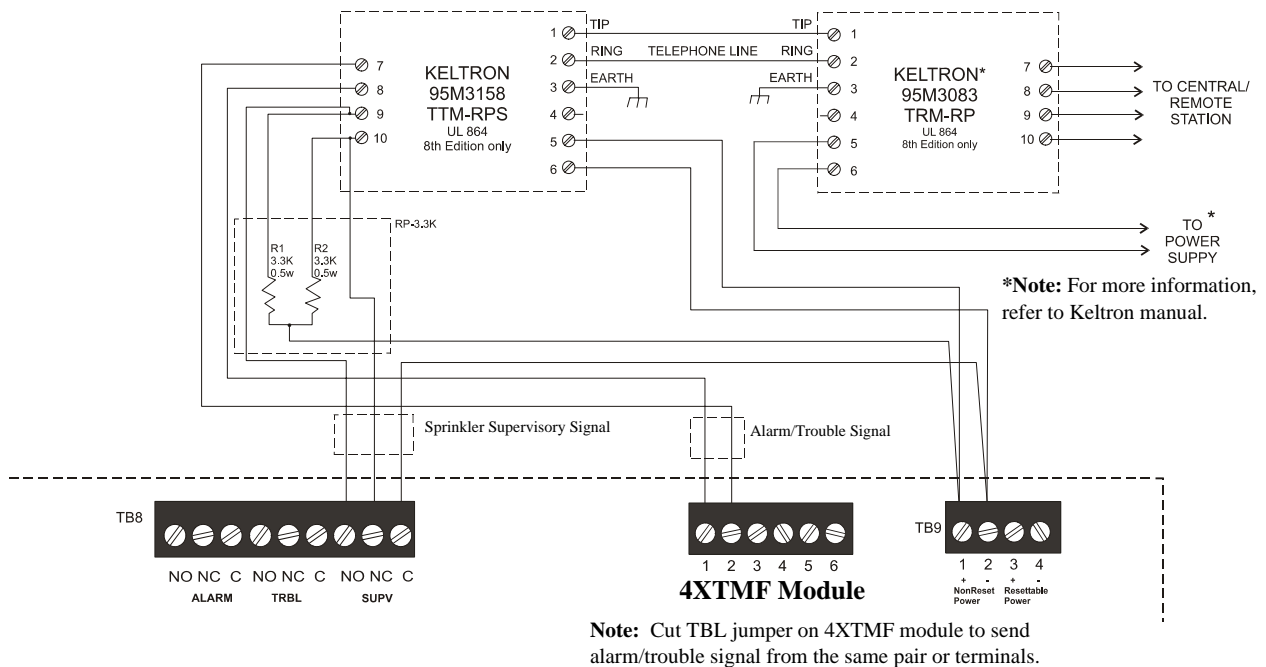 1 TIP
2 RING
3 EARTH
4
5
6
7
8
9
10
KELTRON
95M3158
TTM-RPS
UL 864
8th Edition only
TELEPHONE LINE
TIP 1
RING 2
EARTH 3
4
5
6
KELTRON*
95M3083
TRM-RP
UL 864
8th Edition only
7
8
9
10
TO CENTRAL/
REMOTE
STATION
TO *
POWER
SUPPY
*Note: For more information,
refer to Keltron manual.
RP-3.3K
R1
3.3K
0.5w
R2
3.3K
0.5w
Sprinkler Supervisory Signal
Alarm/Trouble Signal
TB8
NO NC C NO NC C NO NC C
ALARM TRBL SUPV
1 2 3 4 5 6
4XTMF Module
TB9
1 2 3 4
+ - + -
NonReset Resettable
Power Power
Note: Cut TBL jumper on 4XTMF module to send
alarm/trouble signal from the same pair or terminals.